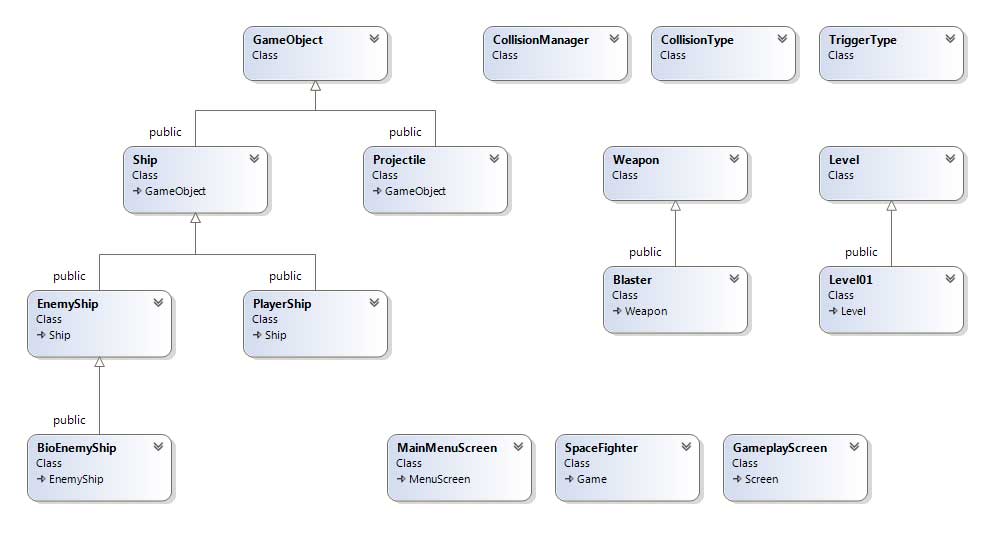 GameObject
Class
CollisionManager
Class
CollisionType
Class
TriggerType
Class
public
public
Ship
Class
GameObject
Projectile
Class
GameObject
Weapon
Class
Level
Class
public
public
public
public
EnemyShip
Class
Ship
PlayerShip
Class
Ship
Blaster
Class
Weapon
Level01
Class
Level
public
BioEnemyShip
Class
EnemyShip
MainMenuScreen
Class
MenuScreen
SpaceFighter
Class
Game
GameplayScreen
Class
Screen